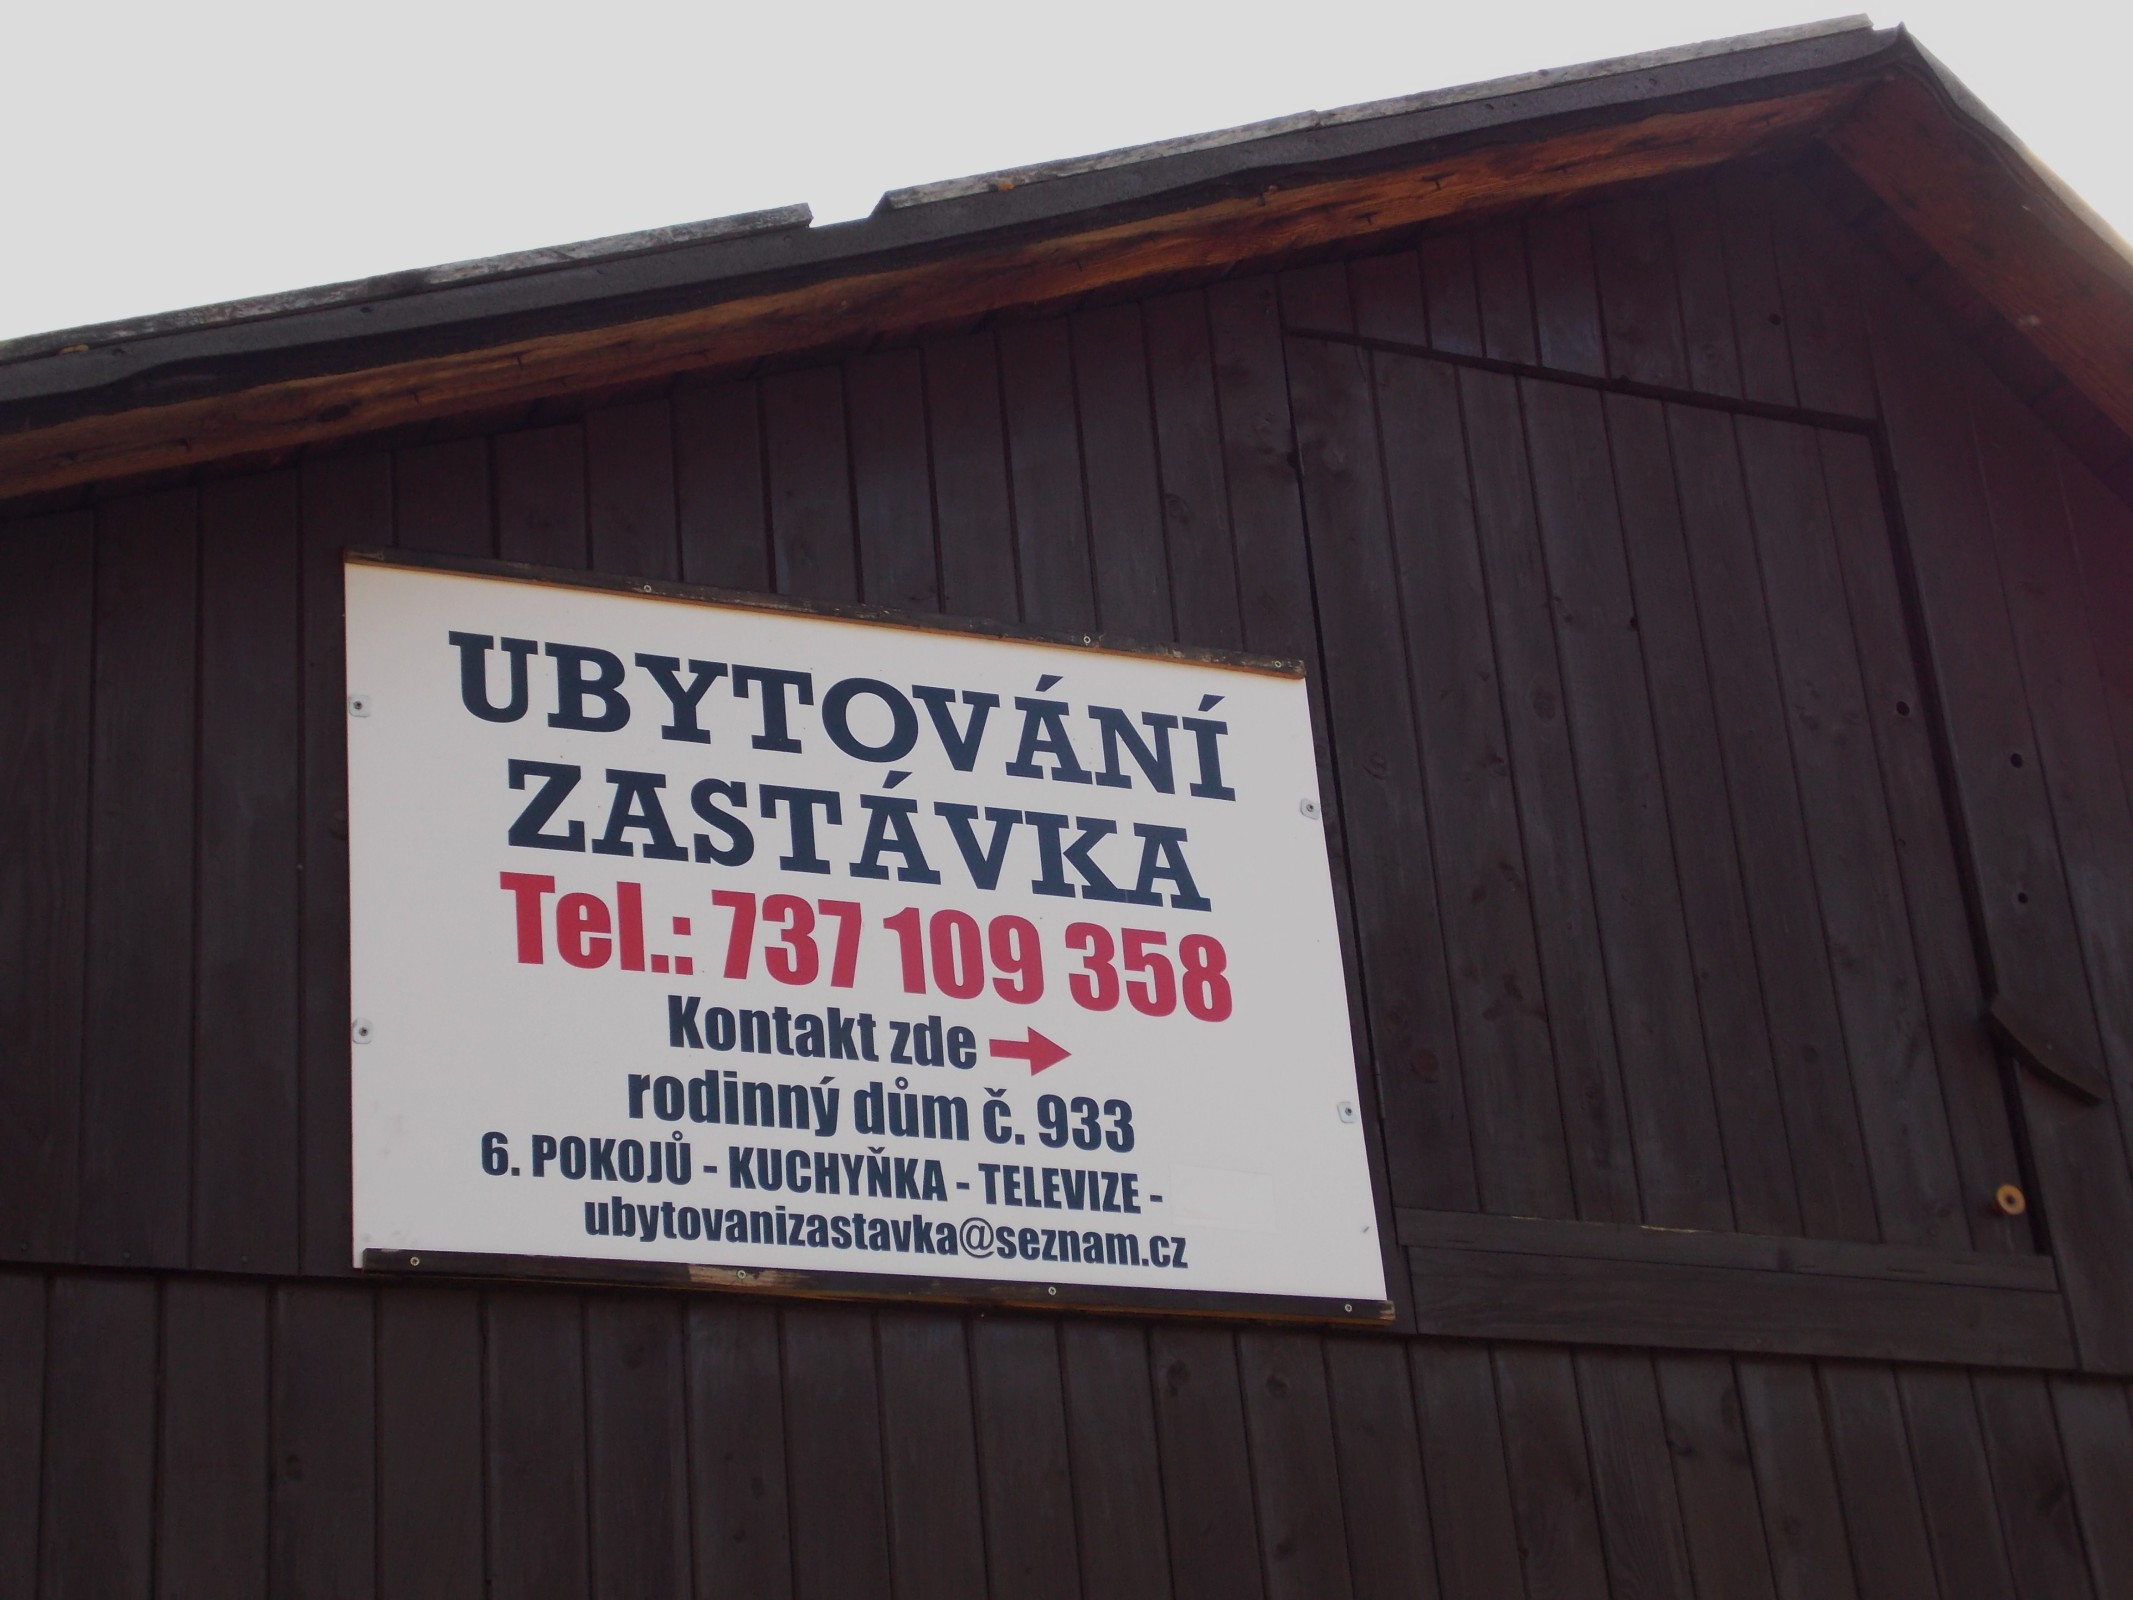 UBYTOVÁNÍ
ZASTÁVKA
Tel.: 737 109 358
Kontakt zde
rodinný dům č. 933
6. POKOJŮ - KUCHYŇKA - TELEVIZE -
ubytovanizastavka@seznam.cz